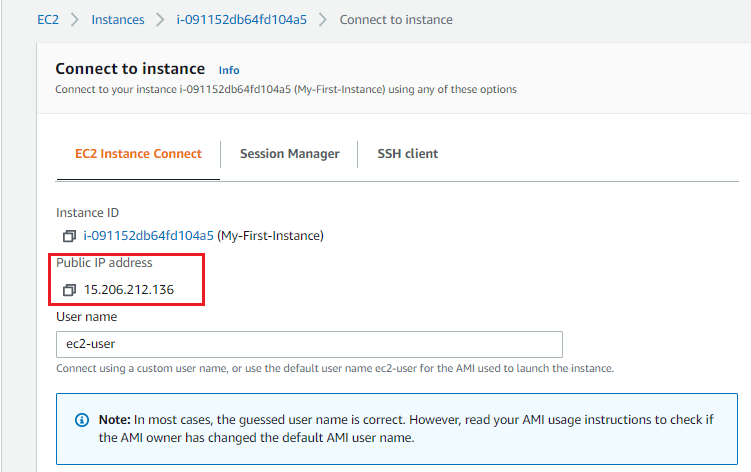 EC2 > Instances > i-091152db64fd104a5 > Connect to instance
Connect to instance Info
Connect to your instance i-091152db64fd104a5 (My-First-Instance) using any of these options
EC2 Instance Connect Session Manager SSH client
Instance ID
i-091152db64fd104a5 (My-First-Instance)
Public IP address
15.206.212.136
User name
ec2-user
Connect using a custom user name, or use the default user name ec2-user for the AMI used to launch the instance.
Note: In most cases, the guessed user name is correct. However, read your AMI usage instructions to check if
the AMI owner has changed the default AMI user name.